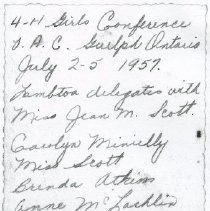 4-H Girls Conference
O.A.C. Guelph Ontario
July 2-5 1957.
Lambton delegates with
Miss Jean M. Scott.
Carolyn Minielly
Miss Scott
Brenda Atkins
Anne McLachlin